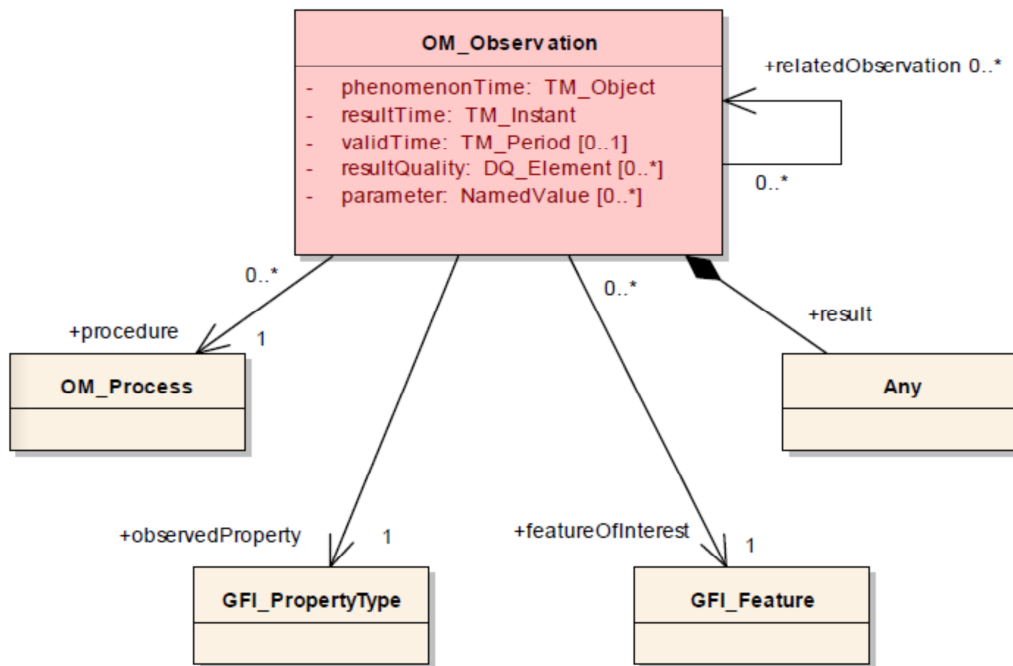 OM_Observation
- phenomenonTime: TM_Object
- resultTime: TM_Instant
- validTime: TM_Period [0..1]
- resultQuality: DQ_Element [0..*]
- parameter: NamedValue [0..*]
+relatedObservation 0..*
0..*
0..*
+procedure
1
0..*
+result
OM_Process
Any
+observedProperty
1
+featureOfInterest
1
GFI_PropertyType
GFI_Feature